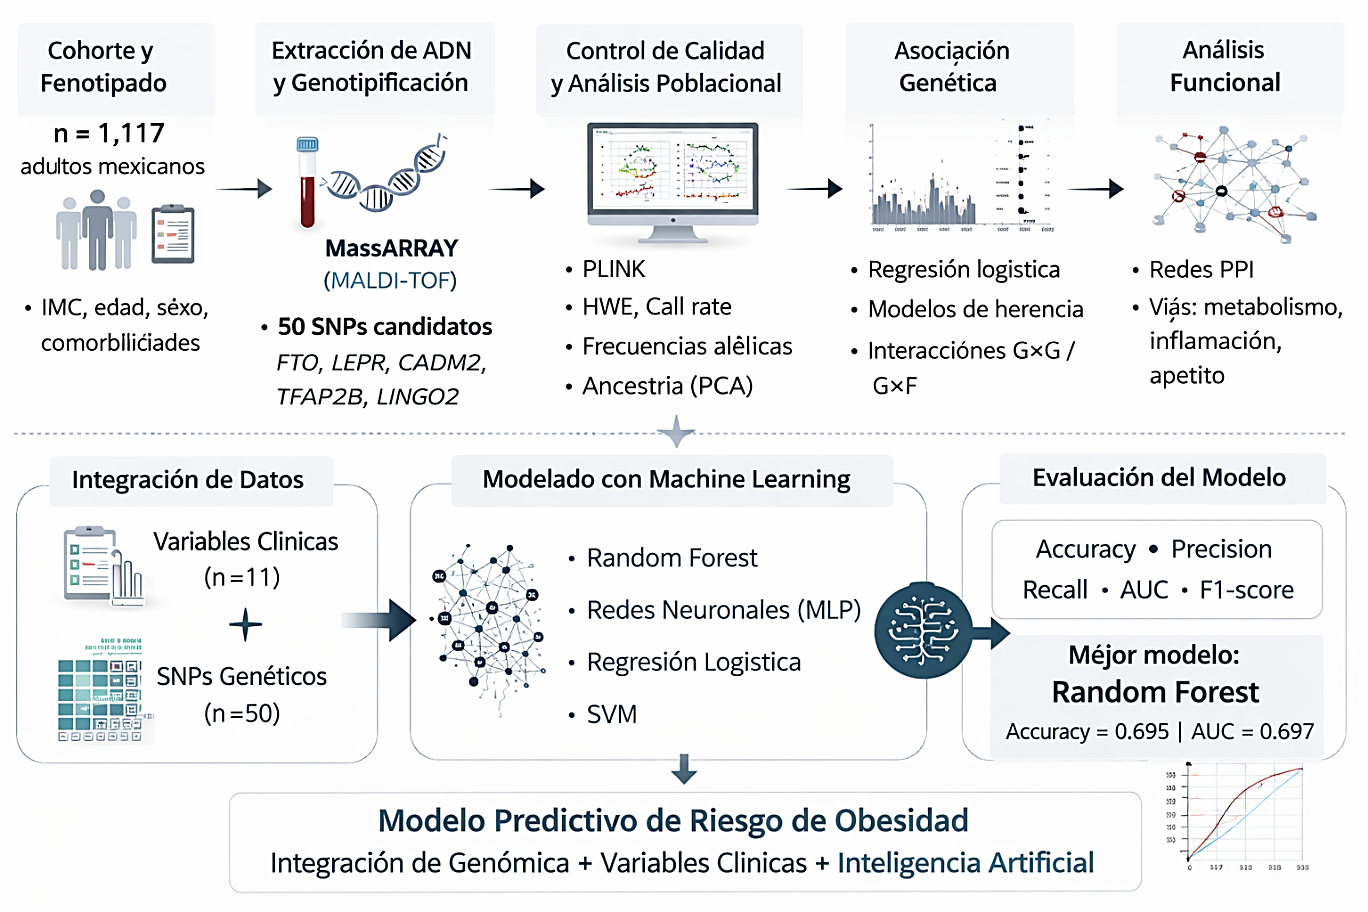 Cohorte y
Fenotipado
n = 1,117
adultos mexicanos
• IMC, edad, séxo,
comorbiliciades
Extracción de ADN
y Genotipificación
MassARRAY
(MALDI-TOF)
• 50 SNPs candidatos
FTO, LEPR, CADM2,
TFAP2B, LINGO2
Control de Calidad
y Análisis Poblacional
• PLINK
• HWE, Call rate
• Frecuencias alêlicas
• Ancestria (PCA)
Asociación
Genética
• Regresión logistica
• Modelos de herencia
• Interacciónes G×G /
G×F
Análisis
Funcional
• Redes PPI
• Viás: metabolismo,
inflamación,
apetito
Integración de Datos
Variables Clinicas
(n=11)
+
SNPs Genéticos
(n=50)
Modelado con Machine Learning
• Random Forest
• Redes Neuronales (MLP)
• Regresión Logistica
• SVM
Evaluación del Modelo
Accuracy • Precision
Recall • AUC • F1-score
Méjor modelo:
Random Forest
Accuracy = 0.695 | AUC = 0.697
Modelo Predictivo de Riesgo de Obesidad
Integración de Genómica + Variables Clinicas + Inteligencia Artificial